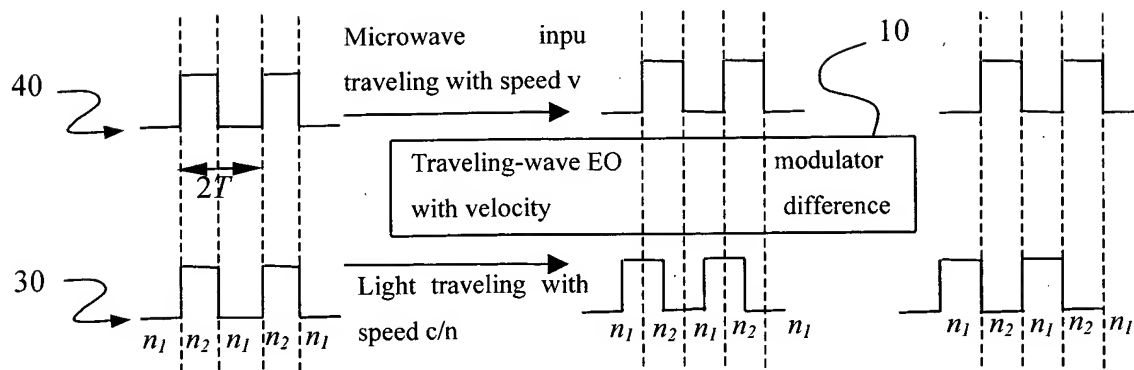 Microwave inpu
traveling with speed v
10
40
Traveling-wave EO modulator
with velocity difference
2T
30
Light traveling with
speed c/n
n1 n2 n1 n2 n1
n1 n2 n1 n2 n1
n1 n2 n1 n2 n1